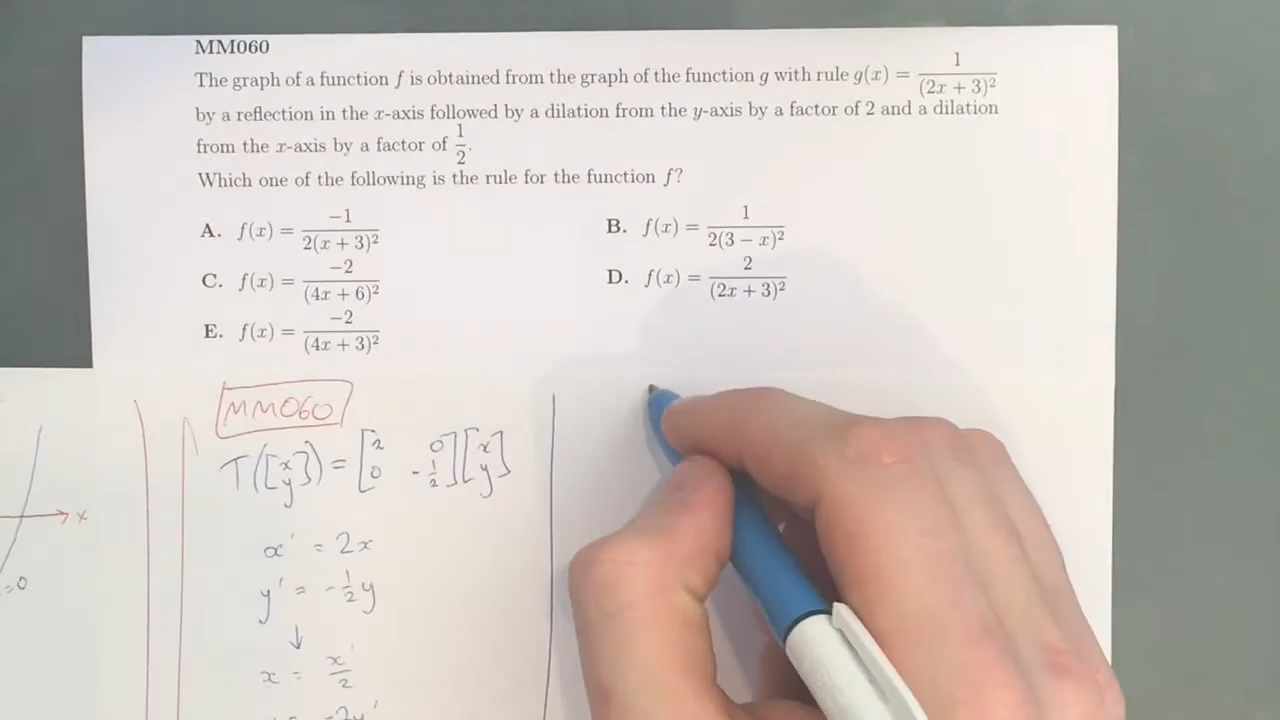 MM060
The graph of a function f is obtained from the graph of the function g with rule g(x) = 1/(2x + 3)²
by a reflection in the x-axis followed by a dilation from the y-axis by a factor of 2 and a dilation
from the x-axis by a factor of 1/2.
Which one of the following is the rule for the function f?
A. f(x) = -1/2(x + 3)²
B. f(x) = 1/2(3 − x)²
C. f(x) = -2/(4x + 6)²
D. f(x) = 2/(2x + 3)²
E. f(x) = -2/(4x + 3)²
MM060
T([x y]) = [2 0 0 -1/2][x y]
x' = 2x
y' = -1/2 y
↓
x = x'/2
-2y'
x
=0